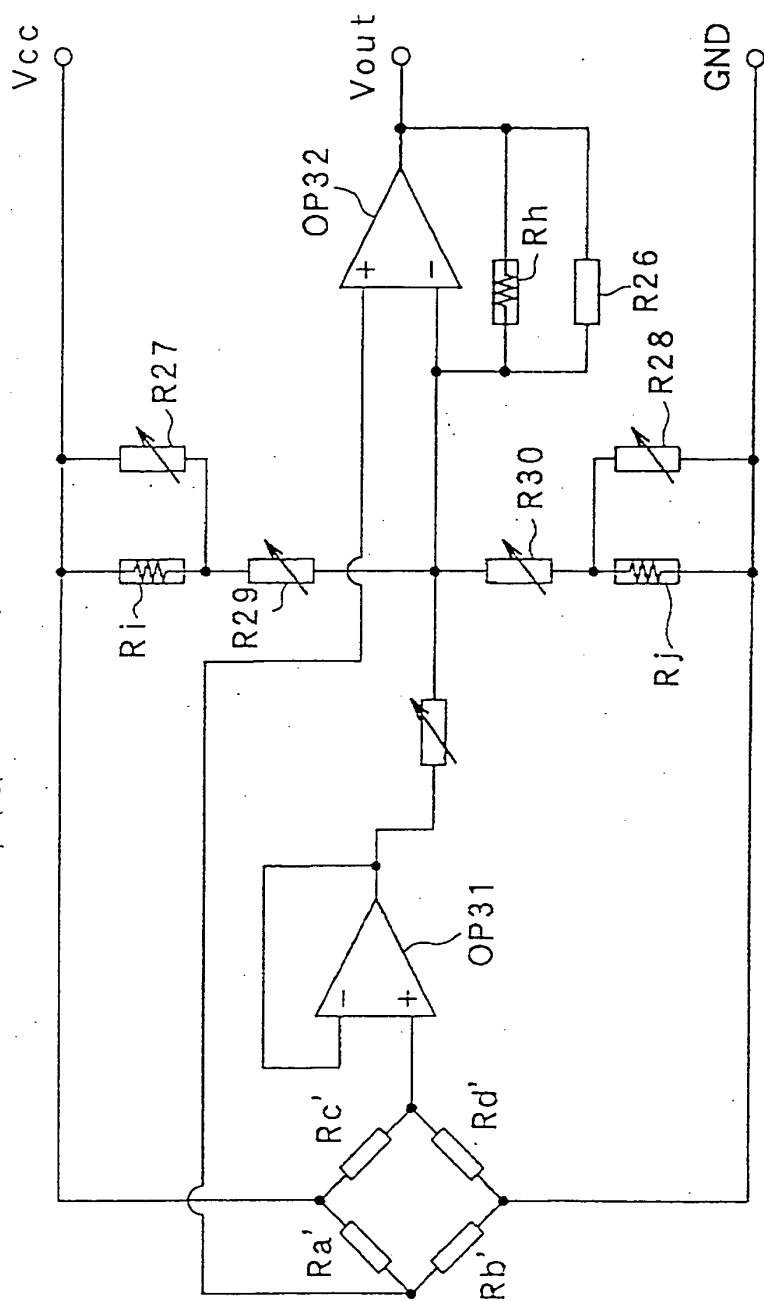 Vcc
Vout
GND
OP32
+
−
Rh
R26
R27
R28
Ri
R29
R30
Rj
OP31
−
+
Rc'
Rd'
Ra'
Rb'